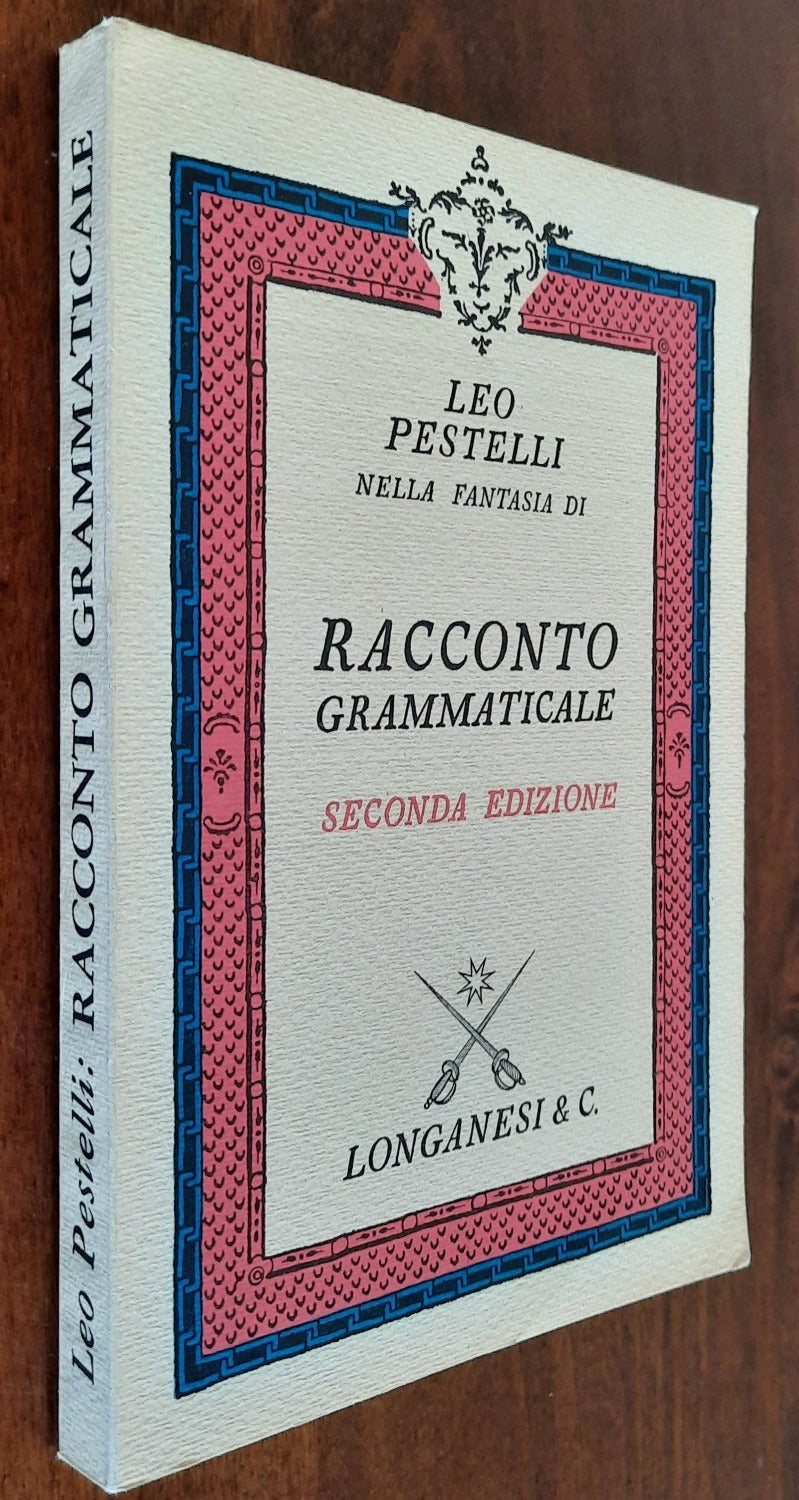 Leo Pestelli: RACCONTO GRAMMATICALE
LEO
PESTELLI
NELLA FANTASIA DI
RACCONTO
GRAMMATICALE
SECONDA EDIZIONE
LONGANESI & C.